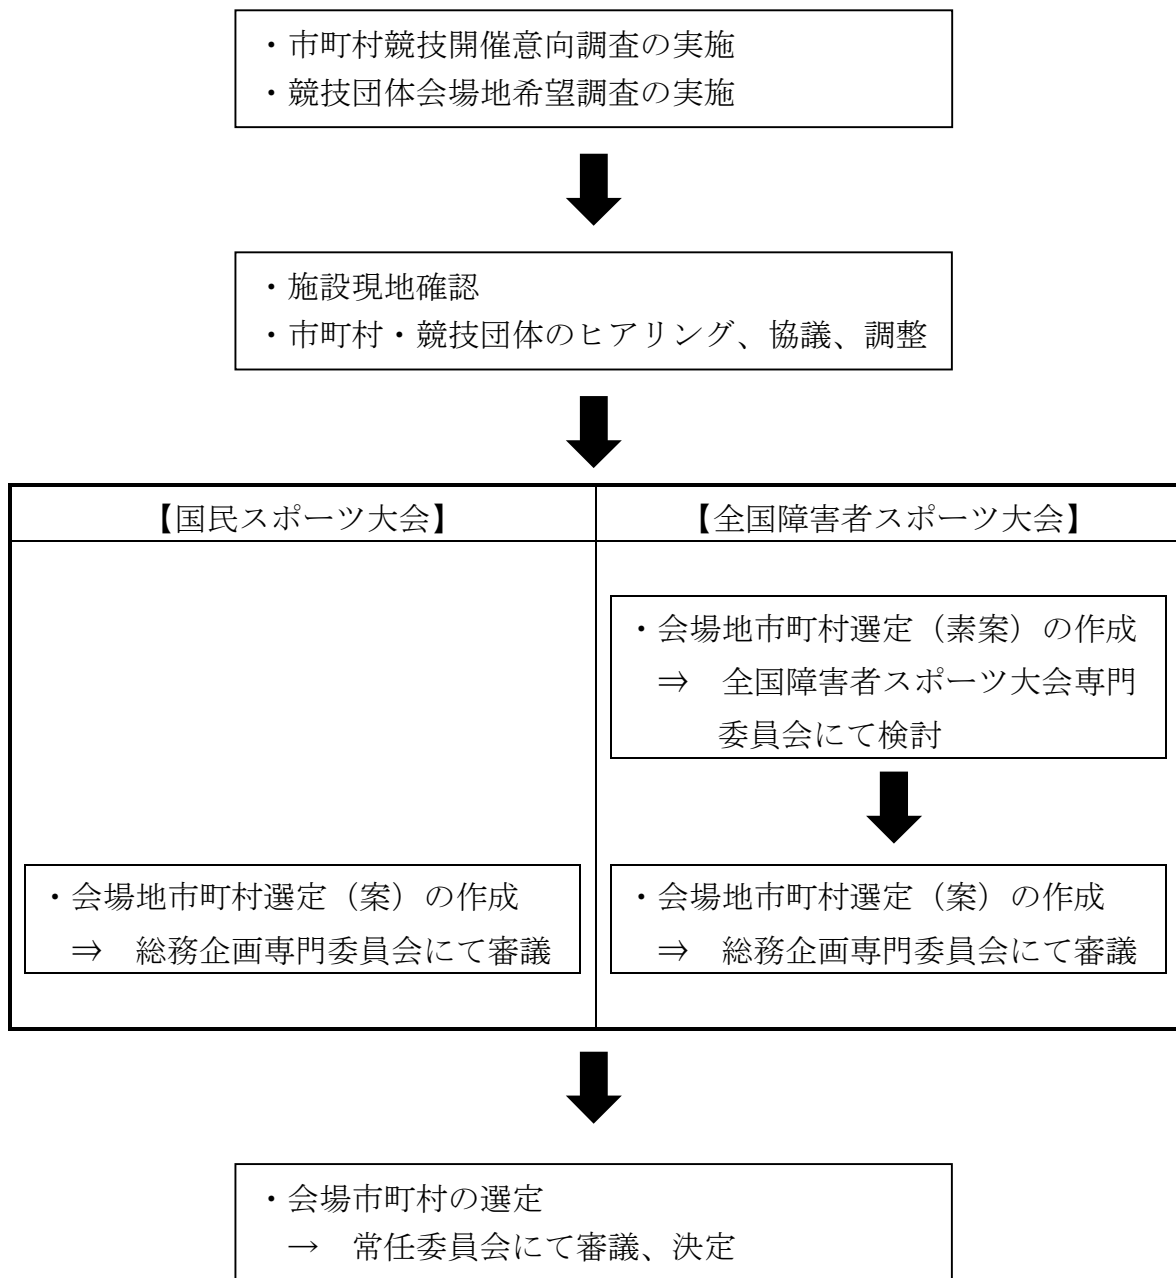 ・市町村競技開催意向調査の実施
・競技団体会場地希望調査の実施
・施設現地確認
・市町村・競技団体のヒアリング、協議、調整
【国民スポーツ大会】
【全国障害者スポーツ大会】
・会場地市町村選定（素案）の作成
⇒　全国障害者スポーツ大会専門
委員会にて検討
・会場地市町村選定（案）の作成
⇒　総務企画専門委員会にて審議
・会場地市町村選定（案）の作成
⇒　総務企画専門委員会にて審議
・会場市町村の選定
→　常任委員会にて審議、決定